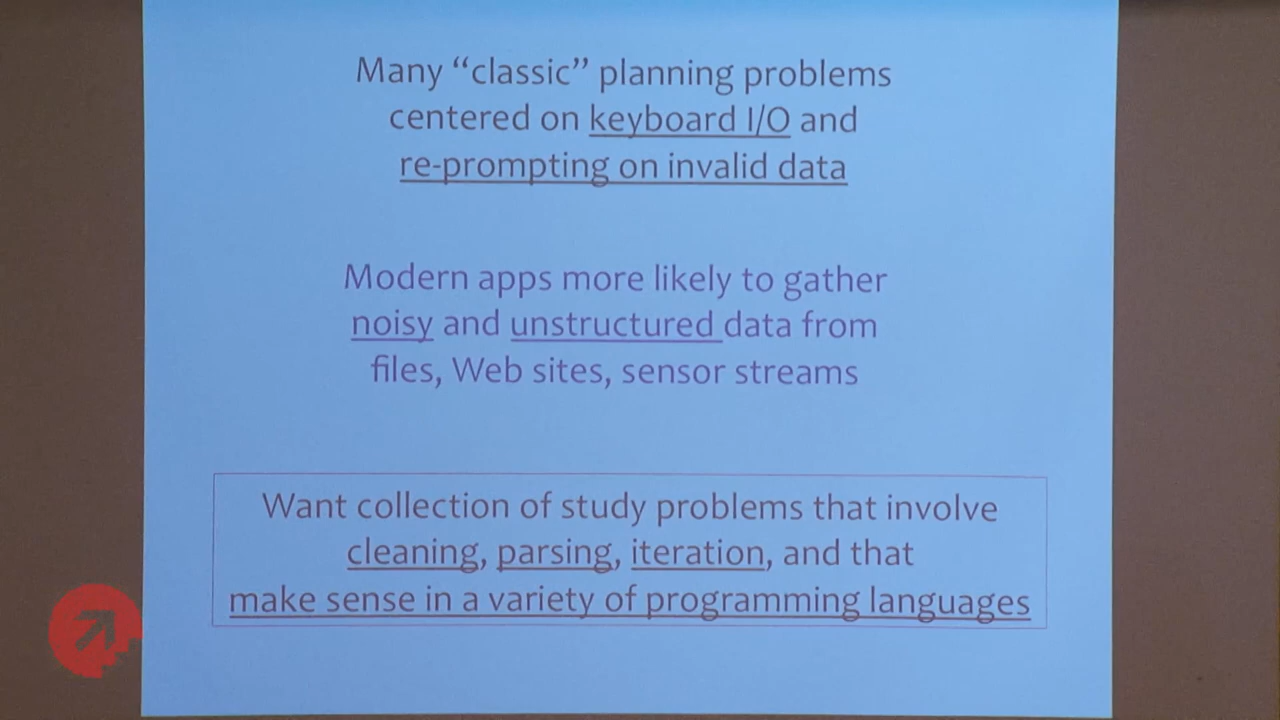 Many “classic” planning problems
centered on keyboard I/O and
re-prompting on invalid data
Modern apps more likely to gather
noisy and unstructured data from
files, Web sites, sensor streams
Want collection of study problems that involve
cleaning, parsing, iteration, and that
make sense in a variety of programming languages